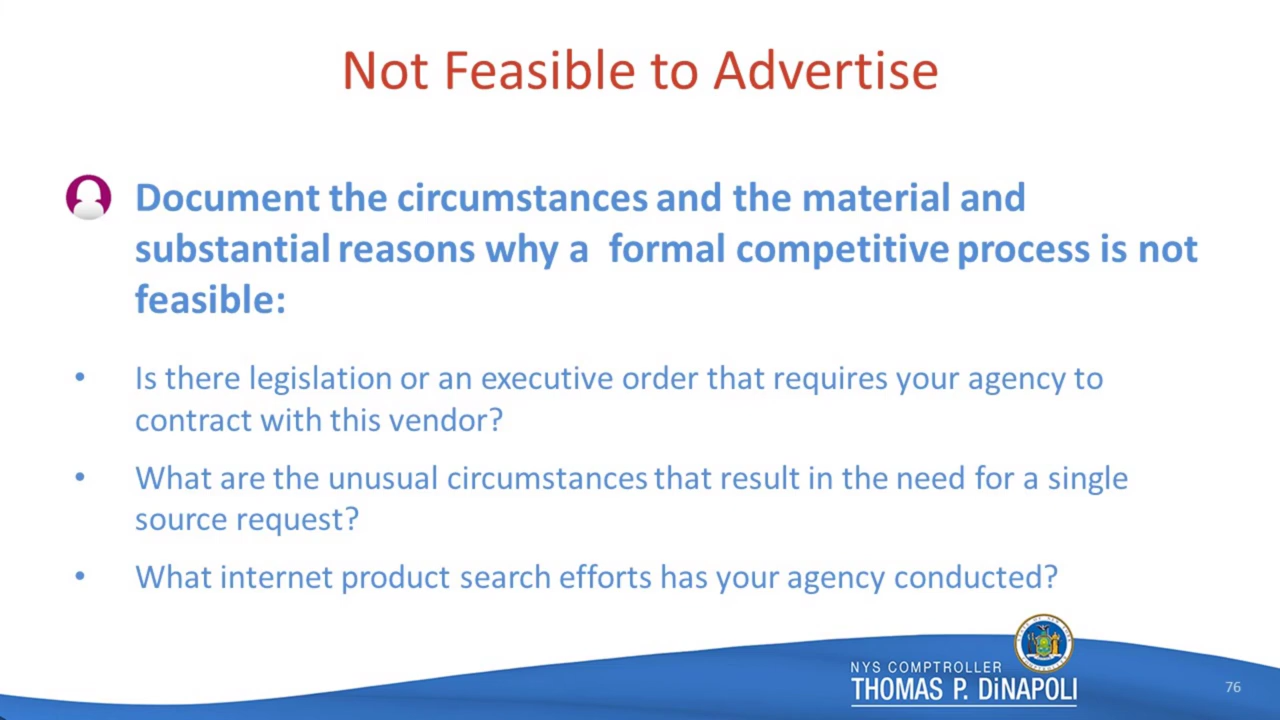 Not Feasible to Advertise
Document the circumstances and the material and
substantial reasons why a  formal competitive process is not
feasible:
• Is there legislation or an executive order that requires your agency to
contract with this vendor?
• What are the unusual circumstances that result in the need for a single
source request?
• What internet product search efforts has your agency conducted?
NYS COMPTROLLER
THOMAS P. DiNAPOLI
76